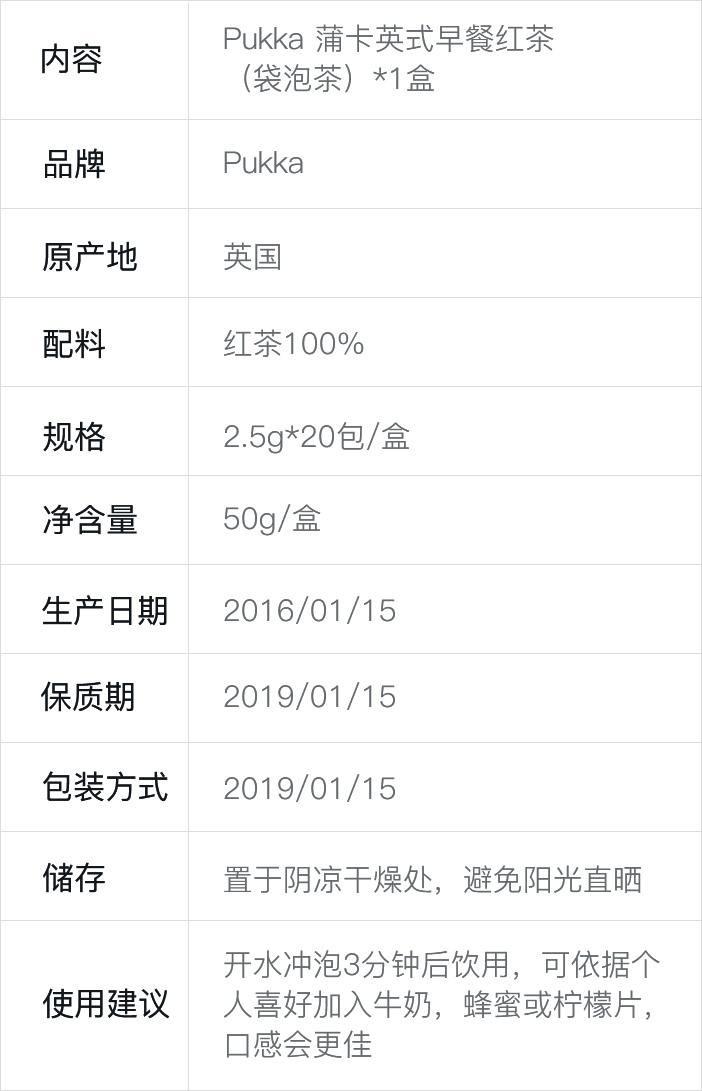 内容
Pukka 蒲卡英式早餐红茶
（袋泡茶）*1盒
品牌
Pukka
原产地
英国
配料
红茶100%
规格
2.5g*20包/盒
净含量
50g/盒
生产日期
2016/01/15
保质期
2019/01/15
包装方式
2019/01/15
储存
置于阴凉干燥处，避免阳光直晒
使用建议
开水冲泡3分钟后饮用，可依据个
人喜好加入牛奶，蜂蜜或柠檬片，
口感会更佳